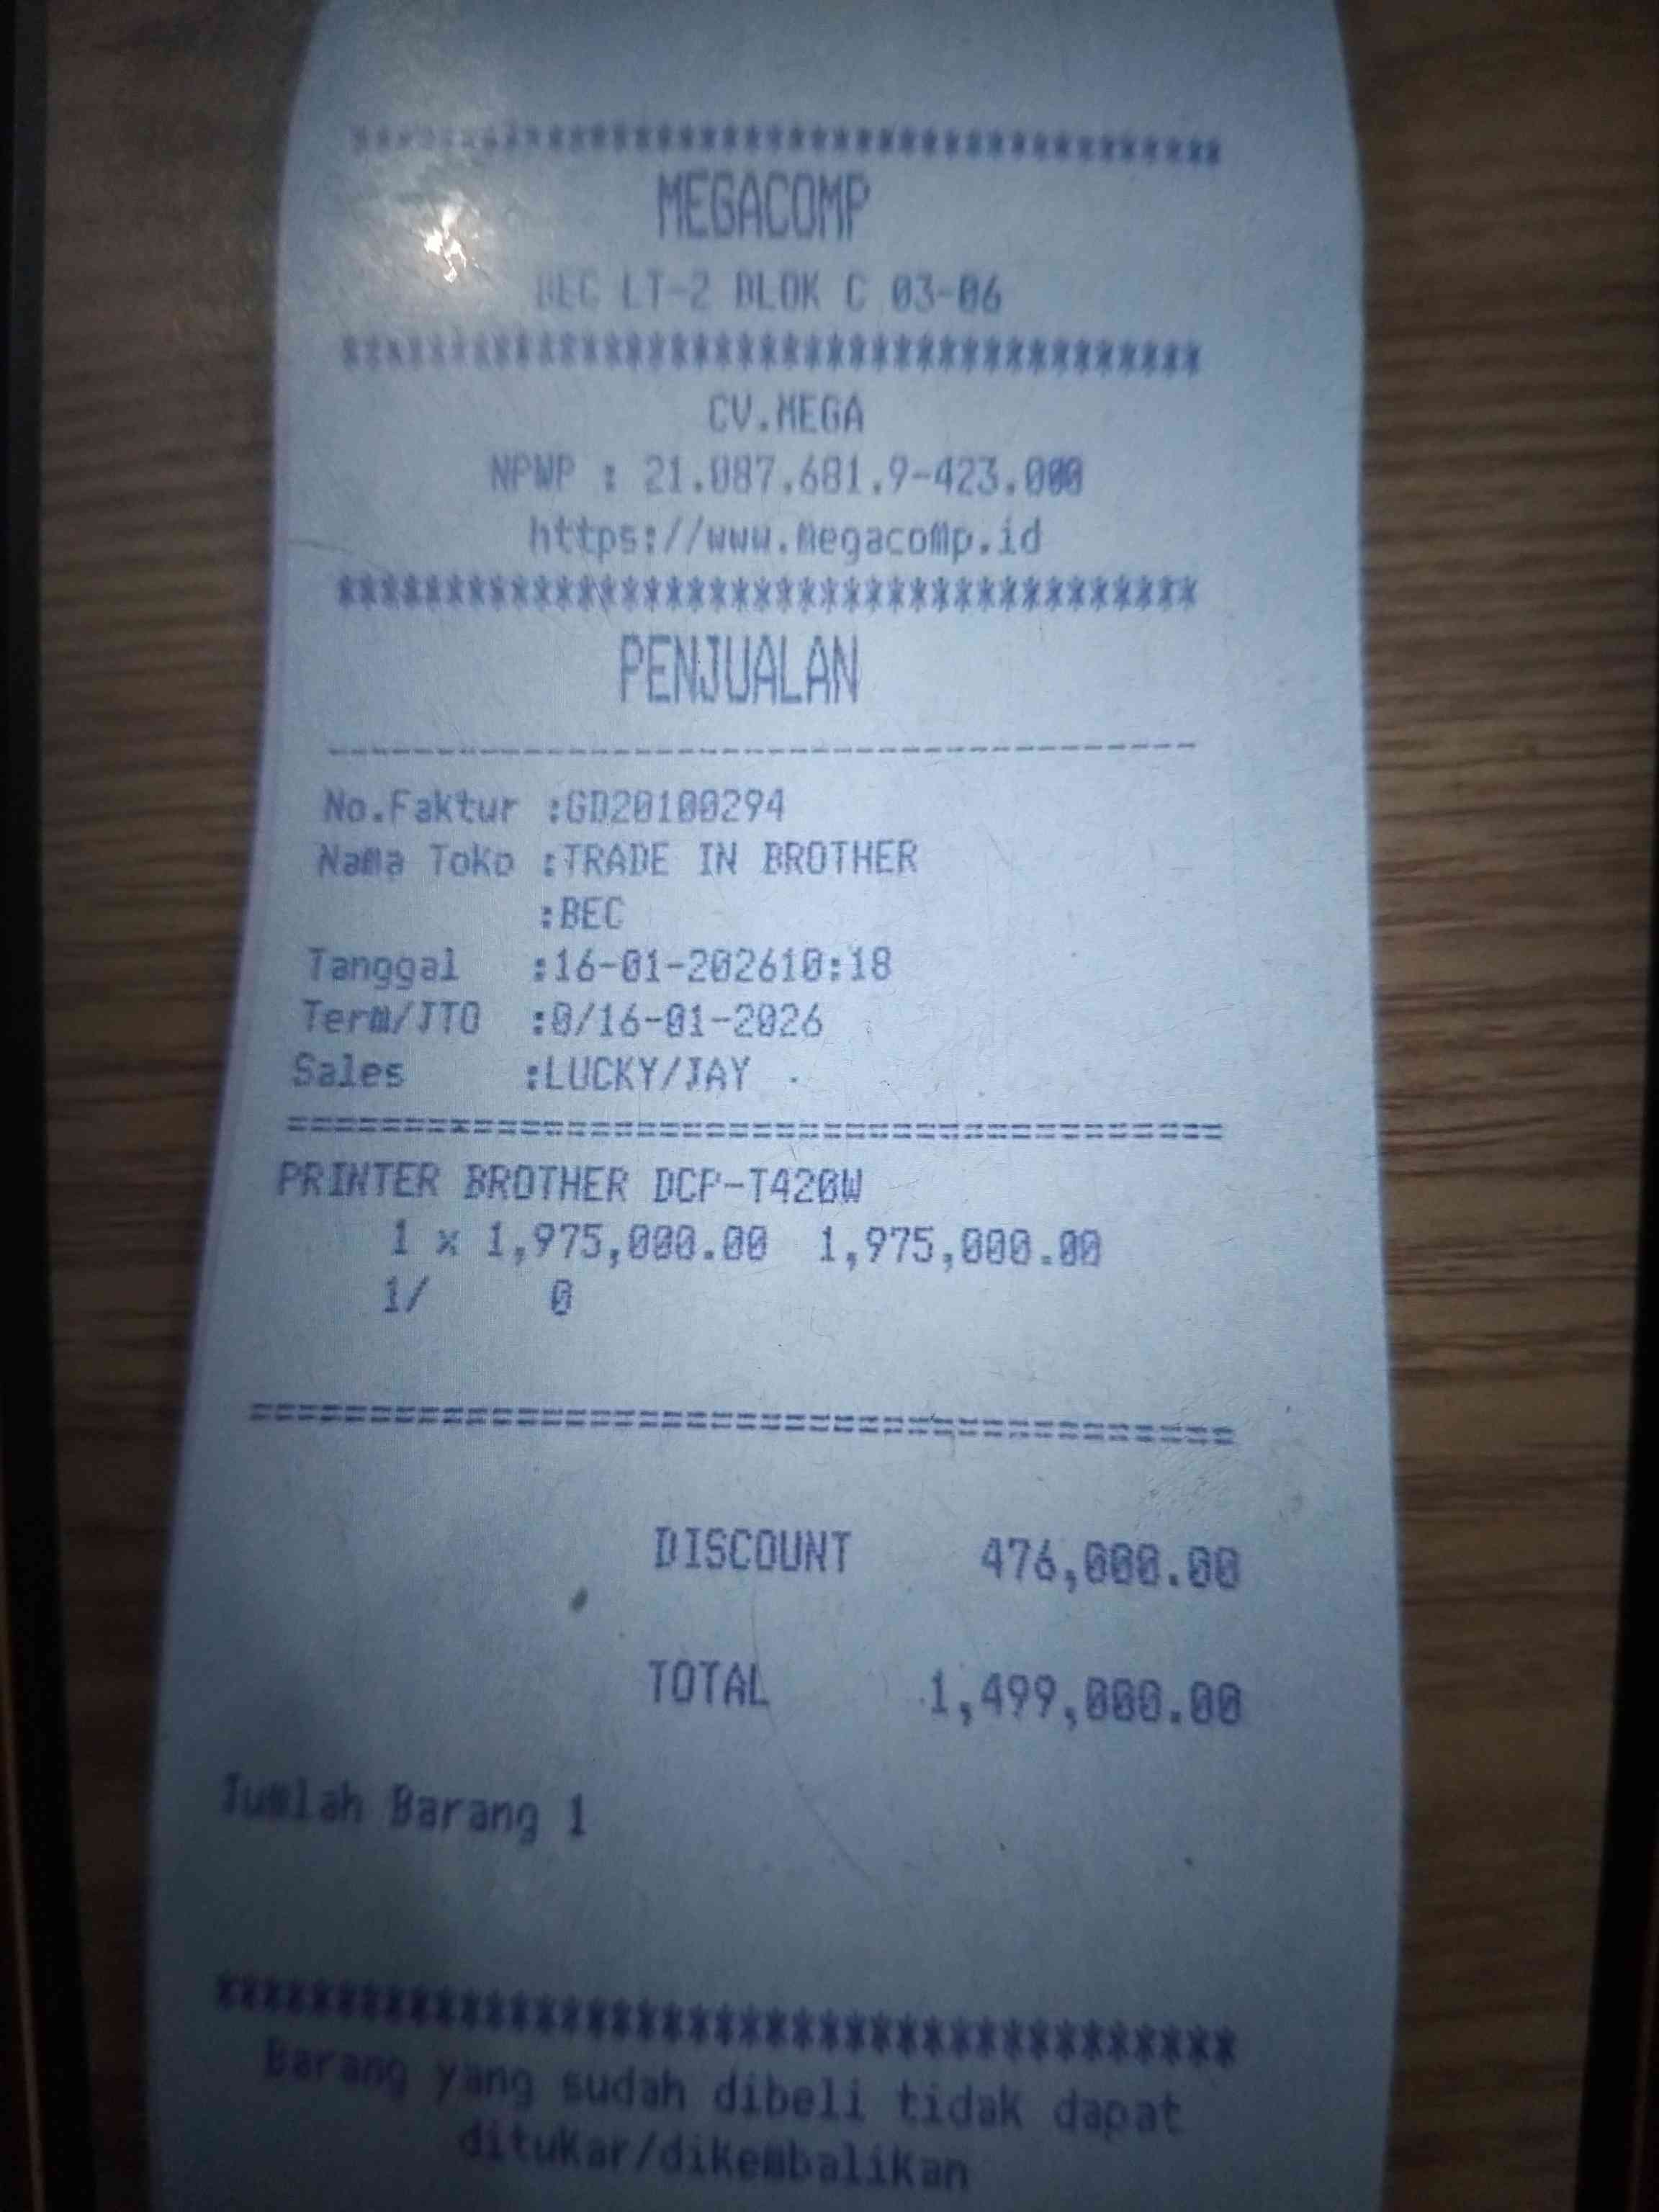 ****************************************
MEGACOMP
BEC LT-2 BLOK C 03-06
****************************************
CV.MEGA
NPWP : 21.087.681.9-423.000
https://www.Megacomp.id
****************************************
PENJUALAN
----------------------------------------
No.Faktur :GD20100294
Nama Toko :TRADE IN BROTHER
:BEC
Tanggal :16-01-202610:18
Term/JTO :0/16-01-2026
Sales :LUCKY/JAY
========================================
PRINTER BROTHER DCP-T420W
1 x 1,975,000.00 1,975,000.00
1/ 0
========================================
DISCOUNT 476,000.00
TOTAL 1,499,000.00
Jumlah Barang 1
****************************************
Barang yang sudah dibeli tidak dapat
ditukar/dikembalikan